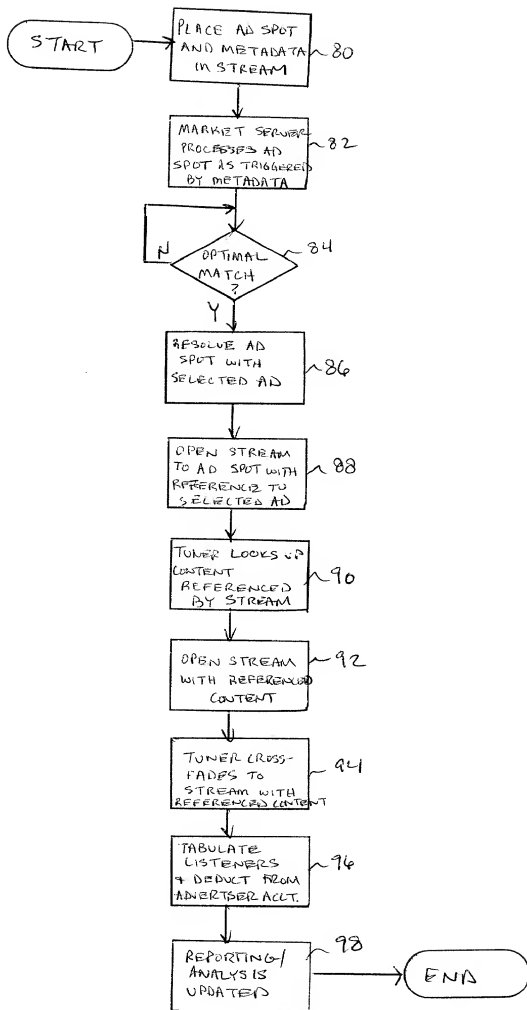 START
PLACE AD SPOT
AND METADATA
IN STREAM
80
MARKET SERVER
PROCESSES AD
SPOT AS TRIGGERED
BY METADATA
82
OPTIMAL
MATCH
?
84
N
Y
RESOLVE AD
SPOT WITH
SELECTED AD
86
OPEN STREAM
TO AD SPOT WITH
REFERENCE TO
SELECTED AD
88
TUNER LOOKS UP
CONTENT
REFERENCED
BY STREAM
90
OPEN STREAM
WITH REFERENCED
CONTENT
92
TUNER CROSS-
FADES TO
STREAM WITH
REFERENCED CONTENT
94
TABULATE
LISTENERS
+ DEDUCT FROM
ADVERTSER ACCT.
96
REPORTING/
ANALYSIS
UPDATED
98
END